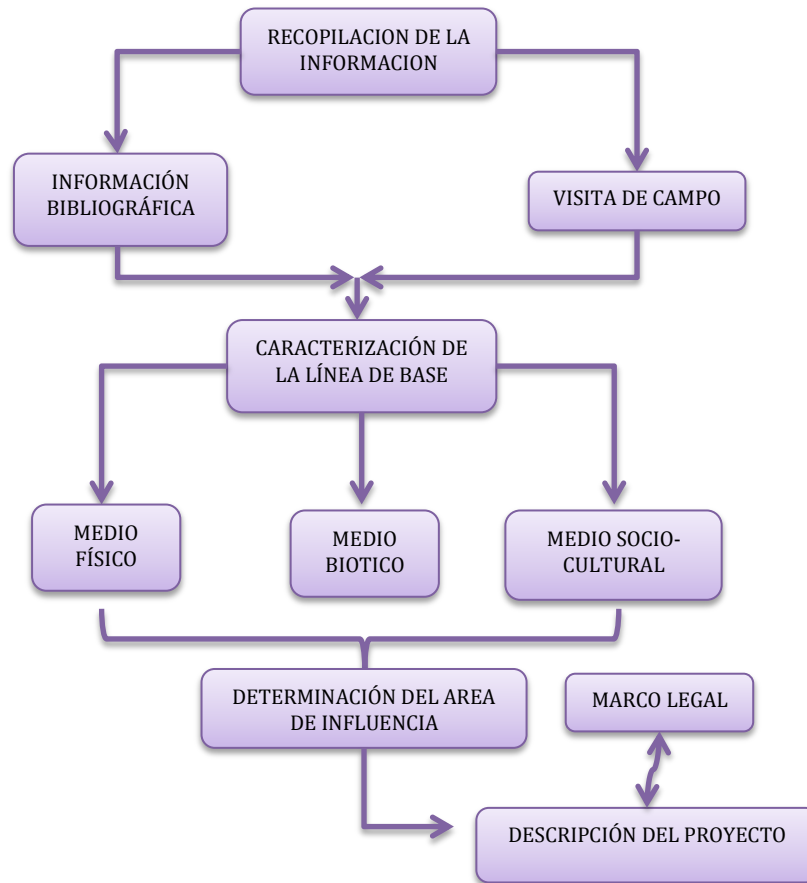 RECOPILACION DE LA
INFORMACION
INFORMACIÓN
BIBLIOGRÁFICA
VISITA DE CAMPO
CARACTERIZACIÓN DE
LA LÍNEA DE BASE
MEDIO
FÍSICO
MEDIO
BIOTICO
MEDIO SOCIO-
CULTURAL
DETERMINACIÓN DEL AREA
DE INFLUENCIA
MARCO LEGAL
DESCRIPCIÓN DEL PROYECTO